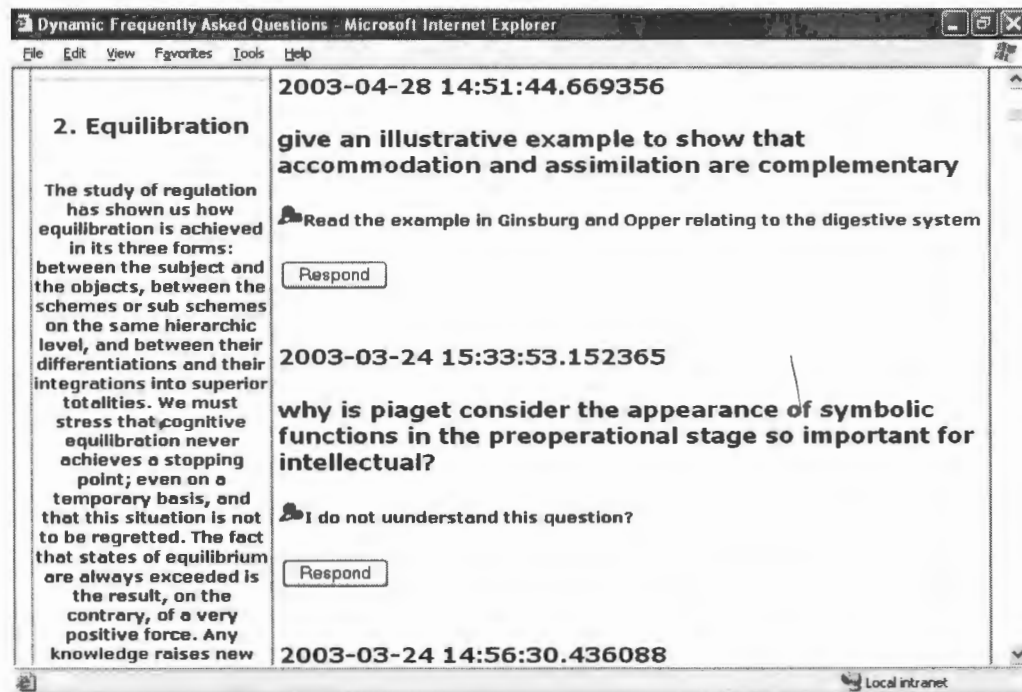 Dynamic Frequently Asked Questions - Microsoft Internet Explorer
File Edit View Favorites Tools Help
2. Equilibration
The study of regulation
has shown us how
equilibration is achieved
in its three forms:
between the subject and
the objects, between the
schemes or sub schemes
on the same hierarchic
level, and between their
differentiations and their
integrations into superior
totalities. We must
stress that cognitive
equilibration never
achieves a stopping
point; even on a
temporary basis, and
that this situation is not
to be regretted. The fact
that states of equilibrium
are always exceeded is
the result, on the
contrary, of a very
positive force. Any
knowledge raises new
2003-04-28 14:51:44.669356
give an illustrative example to show that
accommodation and assimilation are complementary
Read the example in Ginsburg and Opper relating to the digestive system
Respond
2003-03-24 15:33:53.152365
why is piaget consider the appearance of symbolic
functions in the preoperational stage so important for
intellectual?
I do not uunderstand this question?
Respond
2003-03-24 14:56:30.436088
Local intranet